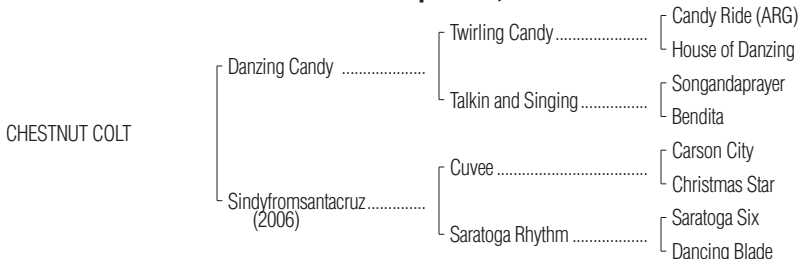 Candy Ride (ARG)
Twirling Candy
House of Danzing
Danzing Candy
Songandaprayer
Talkin and Singing
Bendita
CHESTNUT COLT
Carson City
Cuvee
Christmas Star
Sindyfromsantacruz
(2006)
Saratoga Six
Saratoga Rhythm
Dancing Blade